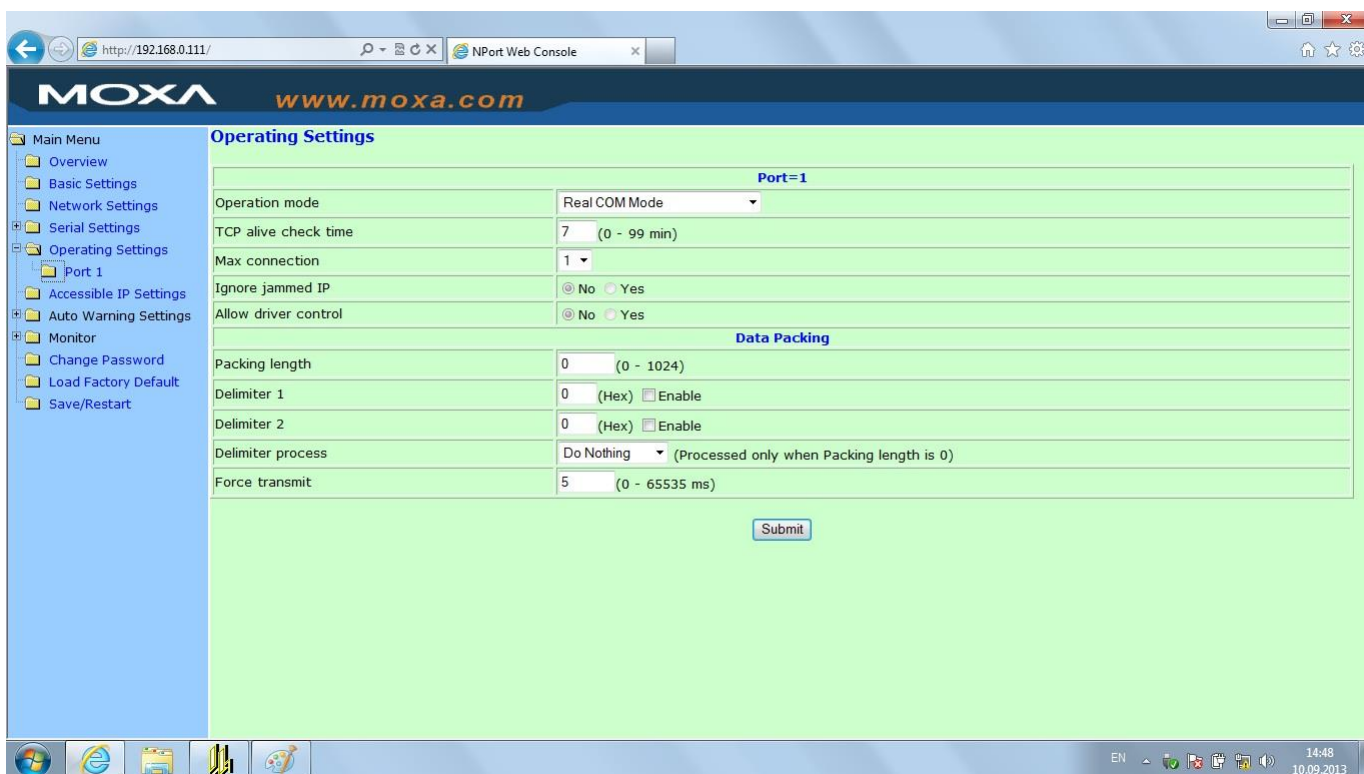 http://192.168.0.111/
NPort Web Console
MOXA www.moxa.com
Main Menu
Overview
Basic Settings
Network Settings
Serial Settings
Operating Settings
Port 1
Accessible IP Settings
Auto Warning Settings
Monitor
Change Password
Load Factory Default
Save/Restart
Operating Settings
Port=1
Operation mode Real COM Mode
TCP alive check time 7 (0 - 99 min)
Max connection 1
Ignore jammed IP No Yes
Allow driver control No Yes
Data Packing
Packing length 0 (0 - 1024)
Delimiter 1 0 (Hex) Enable
Delimiter 2 0 (Hex) Enable
Delimiter process Do Nothing (Processed only when Packing length is 0)
Force transmit 5 (0 - 65535 ms)
Submit
EN
14:48
10.09.2013